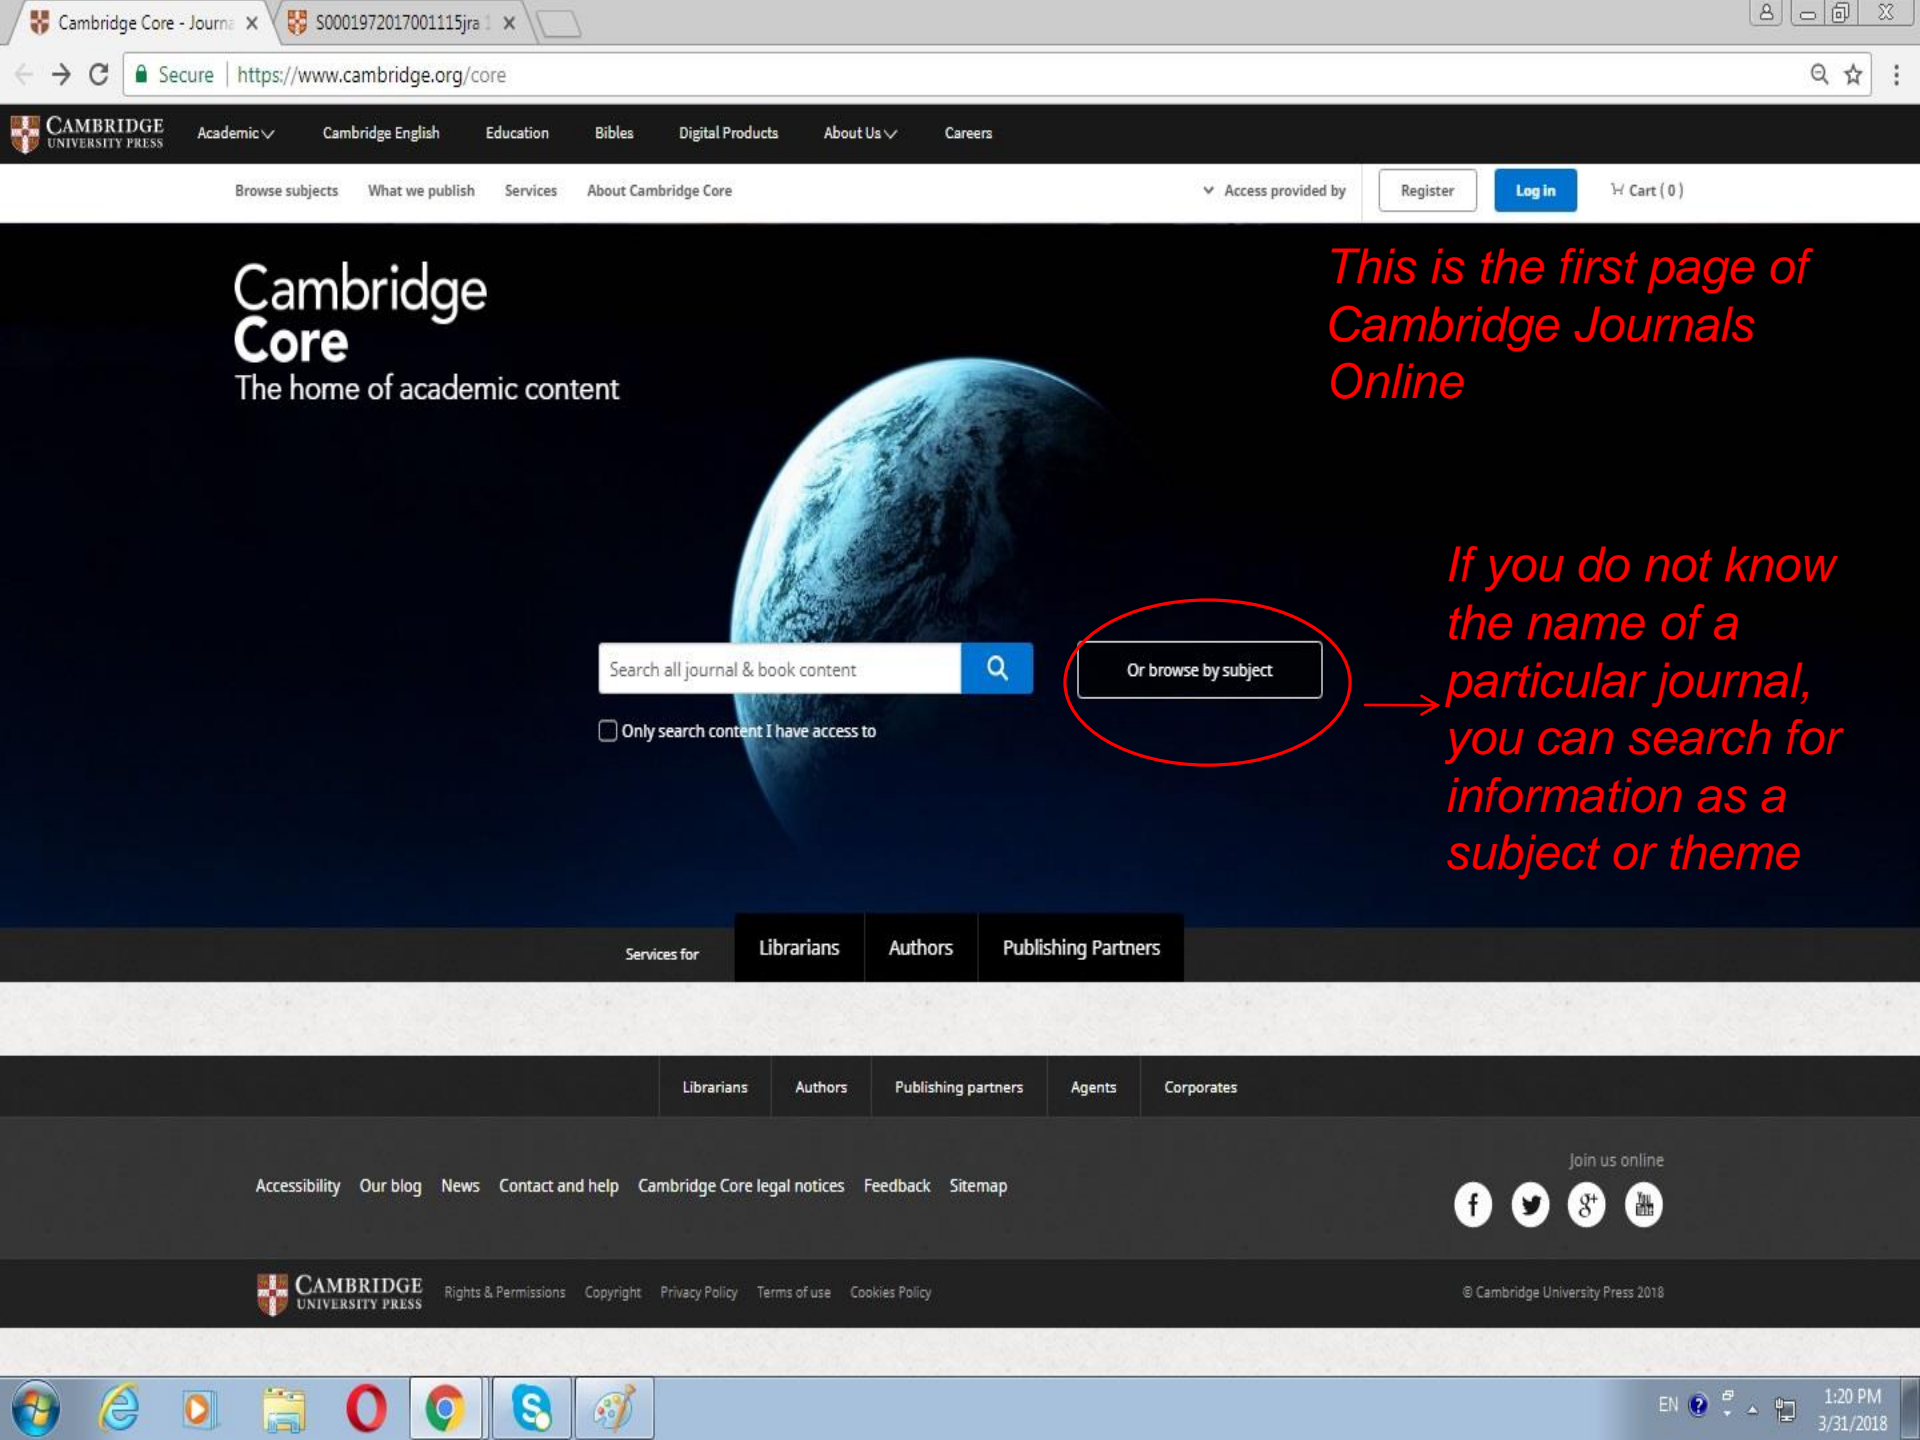 Cambridge Core - Journa
S0001972017001115jra 1
Secure https://www.cambridge.org/core
CAMBRIDGE
UNIVERSITY PRESS
Academic Cambridge English Education Bibles Digital Products About Us Careers
Browse subjects What we publish Services About Cambridge Core Access provided by Register Log in Cart ( 0 )
Cambridge
Core
The home of academic content
This is the first page of
Cambridge Journals
Online
If you do not know
the name of a
particular journal,
you can search for
information as a
subject or theme
Search all journal & book content
Or browse by subject
Only search content I have access to
Services for Librarians Authors Publishing Partners
Librarians Authors Publishing partners Agents Corporates
Join us online
Accessibility Our blog News Contact and help Cambridge Core legal notices Feedback Sitemap
CAMBRIDGE
UNIVERSITY PRESS
Rights & Permissions Copyright Privacy Policy Terms of use Cookies Policy © Cambridge University Press 2018
EN 1:20 PM
3/31/2018